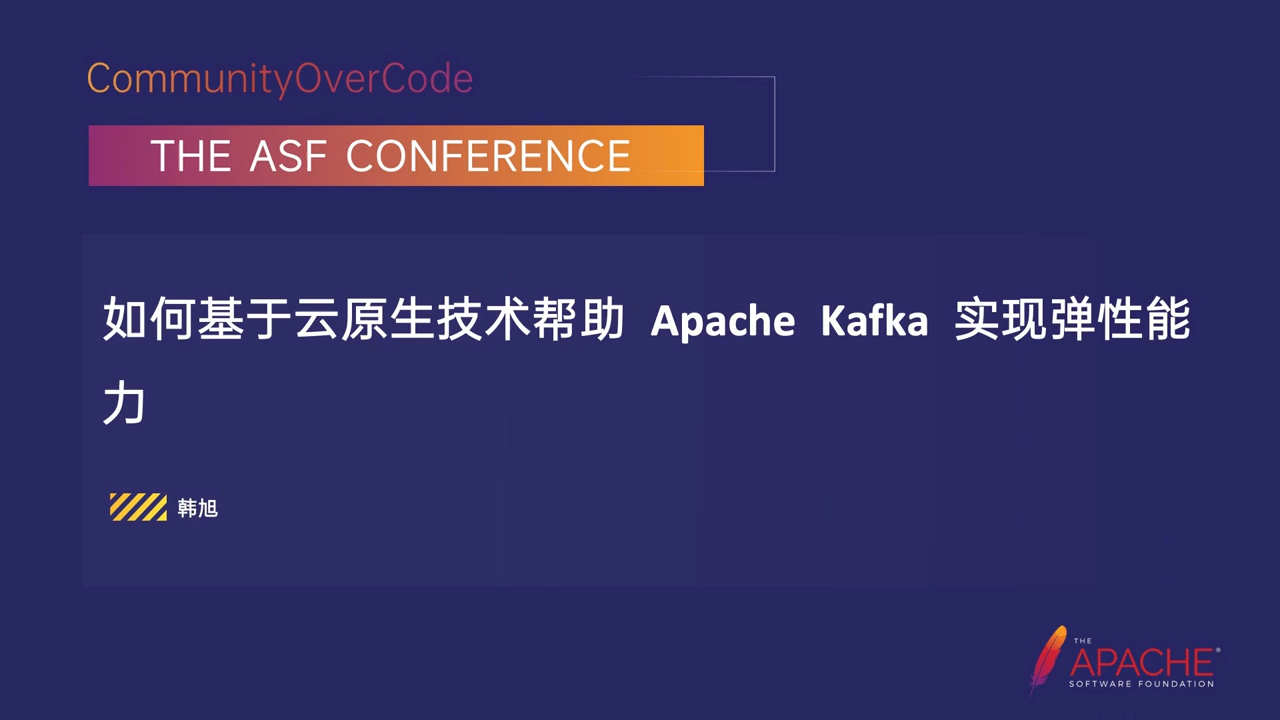 CommunityOverCode
THE ASF CONFERENCE
如何基于云原生技术帮助 Apache Kafka 实现弹性能
力
韩旭
THE
APACHE®
SOFTWARE FOUNDATION